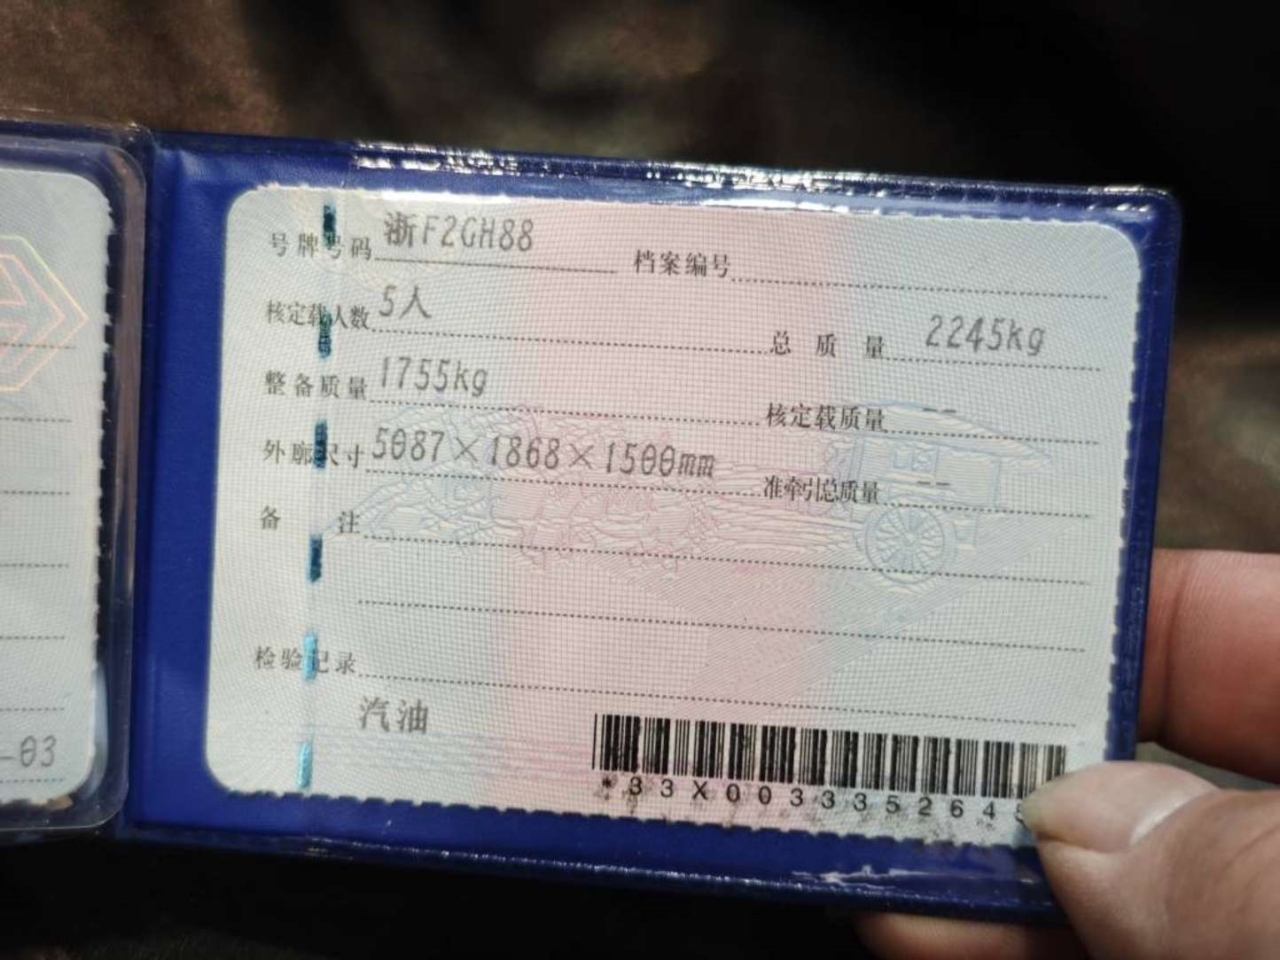 号牌号码 浙F2GH88 档案编号
核定载人数 5人 总质量 2245kg
整备质量 1755kg 核定载质量 --
外廓尺寸 5087×1868×1500mm 准牵引总质量 --
备注
检验记录
汽油
*33X0033352645
-03